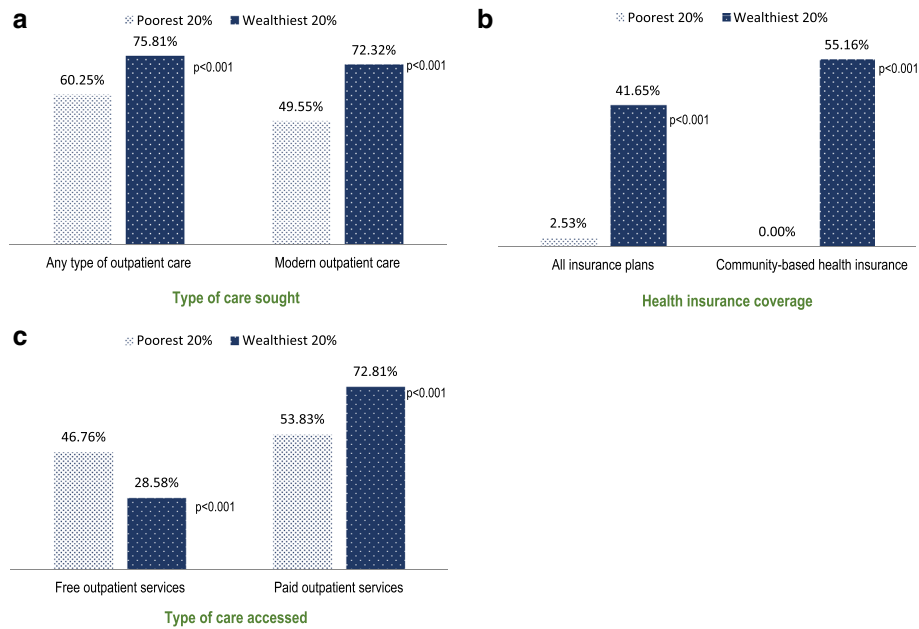 a
Poorest 20% Wealthiest 20%
75.81%
60.25%
p<0.001
72.32%
49.55%
p<0.001
Any type of outpatient care Modern outpatient care
Type of care sought
b
Poorest 20% Wealthiest 20%
41.65%
2.53%
p<0.001
55.16%
0.00%
p<0.001
All insurance plans Community-based health insurance
Health insurance coverage
c
Poorest 20% Wealthiest 20%
46.76%
28.58%
p<0.001
72.81%
53.83%
p<0.001
Free outpatient services Paid outpatient services
Type of care accessed